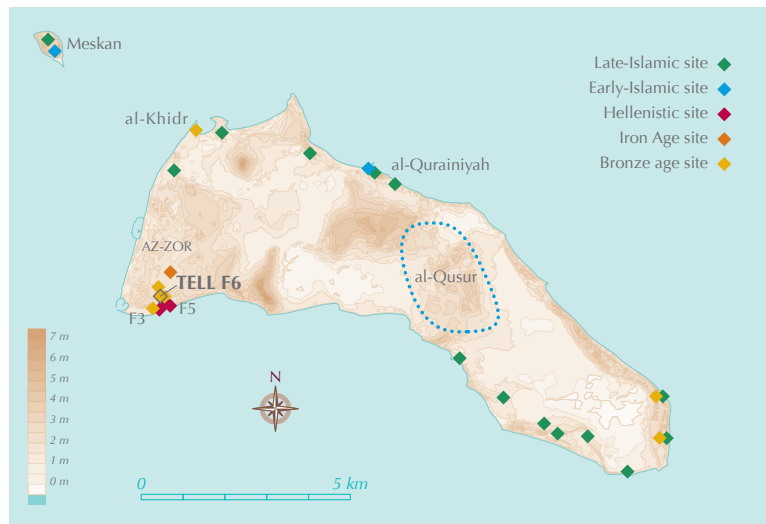 Meskan
Late-Islamic site
Early-Islamic site
Hellenistic site
Iron Age site
Bronze age site
al-Khidr
al-Qurainiyah
AZ-ZOR
al-Qusur
TELL F6
F5
F3
7 m
6 m
5 m
4 m
3 m
2 m
1 m
0 m
N
0
5 km